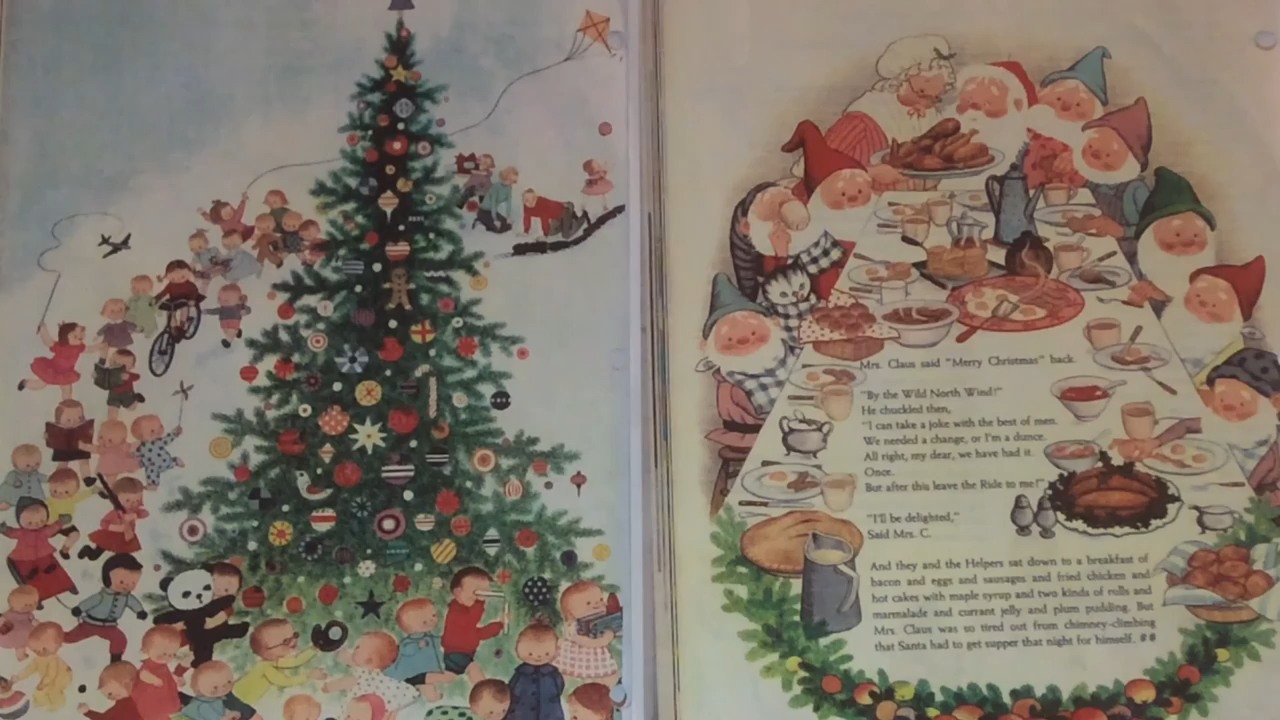 Mrs. Claus said "Merry Christmas" back.
"By the Wild North Wind!"
He chuckled then,
"I can take a joke with the best of men.
We needed a change, or I'm a dunce.
All right, my dear, we have had it.
Once.
But after this leave the Ride to me!"
"I'll be delighted,"
Said Mrs. C.
And they and the Helpers sat down to a breakfast of
bacon and eggs and sausages and fried chicken and
hot cakes with maple syrup and two kinds of rolls and
marmalade and currant jelly and plum pudding. But
Mrs. Claus was so tired out from chimney-climbing
that Santa had to get supper that night for himself.